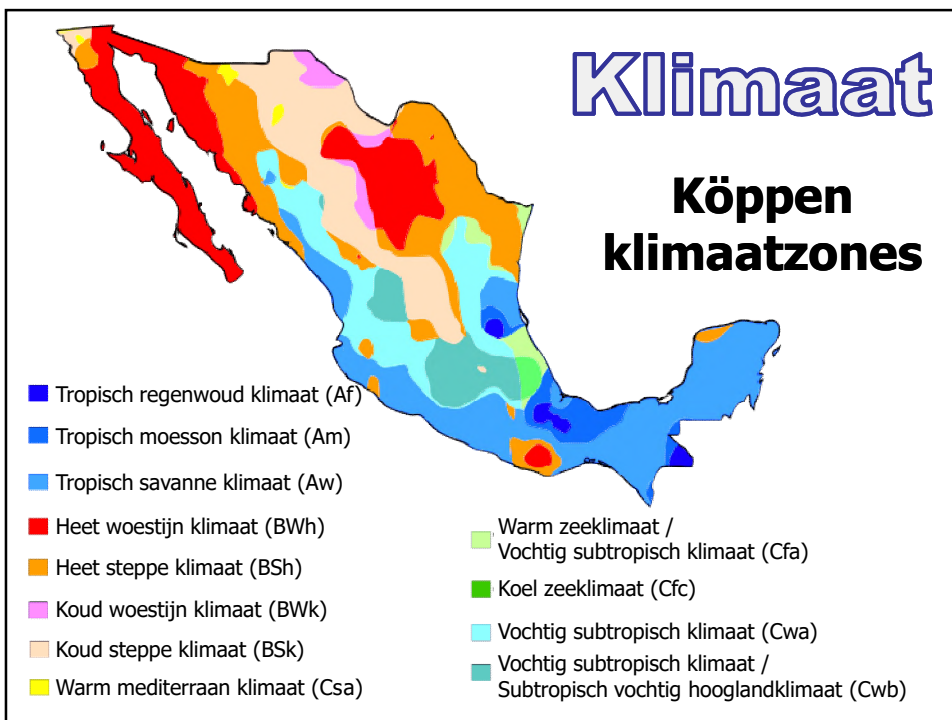 Klimaat
Köppen
klimaatzones
Tropisch regenwoud klimaat (Af)
Tropisch moesson klimaat (Am)
Tropisch savanne klimaat (Aw)
Heet woestijn klimaat (BWh)
Heet steppe klimaat (BSh)
Koud woestijn klimaat (BWk)
Koud steppe klimaat (BSk)
Warm mediterraan klimaat (Csa)
Warm zeeklimaat /
Vochtig subtropisch klimaat (Cfa)
Koel zeeklimaat (Cfc)
Vochtig subtropisch klimaat (Cwa)
Vochtig subtropisch klimaat /
Subtropisch vochtig hooglandklimaat (Cwb)